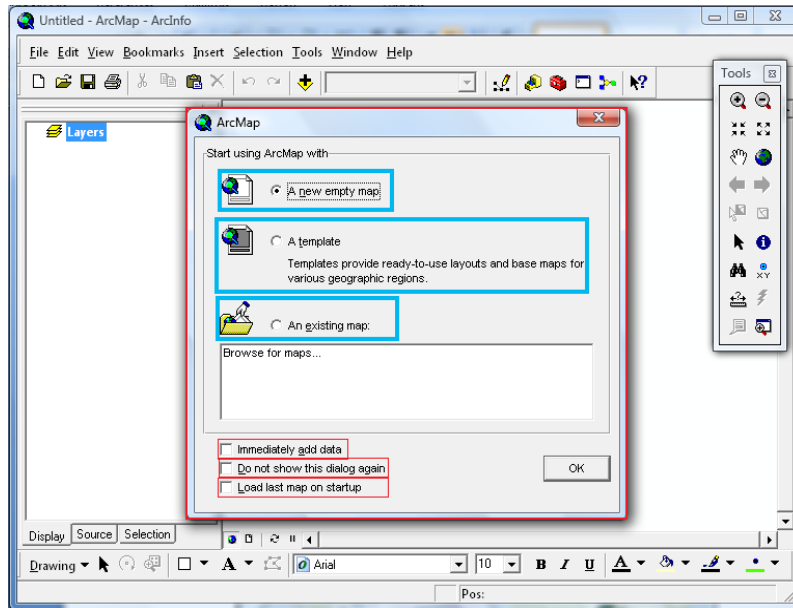 Untitled - ArcMap - ArcInfo
File Edit View Bookmarks Insert Selection Tools Window Help
Tools
Layers
ArcMap
Start using ArcMap with
A new empty map
A template
Templates provide ready-to-use layouts and base maps for
various geographic regions.
An existing map:
Browse for maps...
Immediately add data
Do not show this dialog again
Load last map on startup
OK
Display Source Selection
Drawing A Arial 10 B I U A
Pos: